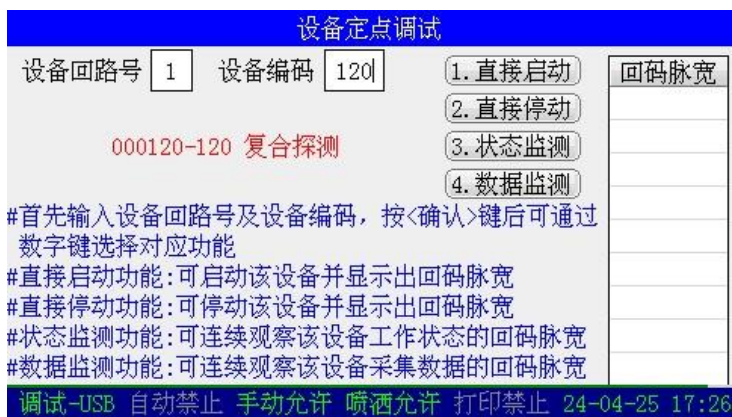 设备定点调试
设备回路号 1 设备编码 120 1.直接启动 回码脉宽
2.直接停动
000120-120 复合探测 3.状态监测
4.数据监测
#首先输入设备回路号及设备编码，按<确认>键后可通过
数字键选择对应功能
#直接启动功能:可启动该设备并显示出回码脉宽
#直接停动功能:可停动该设备并显示出回码脉宽
#状态监测功能:可连续观察该设备工作状态的回码脉宽
#数据监测功能:可连续观察该设备采集数据的回码脉宽
调试-USB 自动禁止 手动允许 喷洒允许 打印禁止 24-04-25 17:26